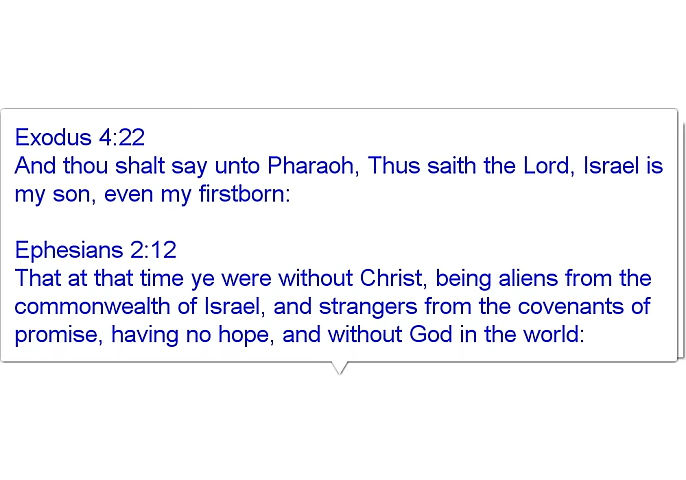 Exodus 4:22
And thou shalt say unto Pharaoh, Thus saith the Lord, Israel is
my son, even my firstborn:
Ephesians 2:12
That at that time ye were without Christ, being aliens from the
commonwealth of Israel, and strangers from the covenants of
promise, having no hope, and without God in the world: